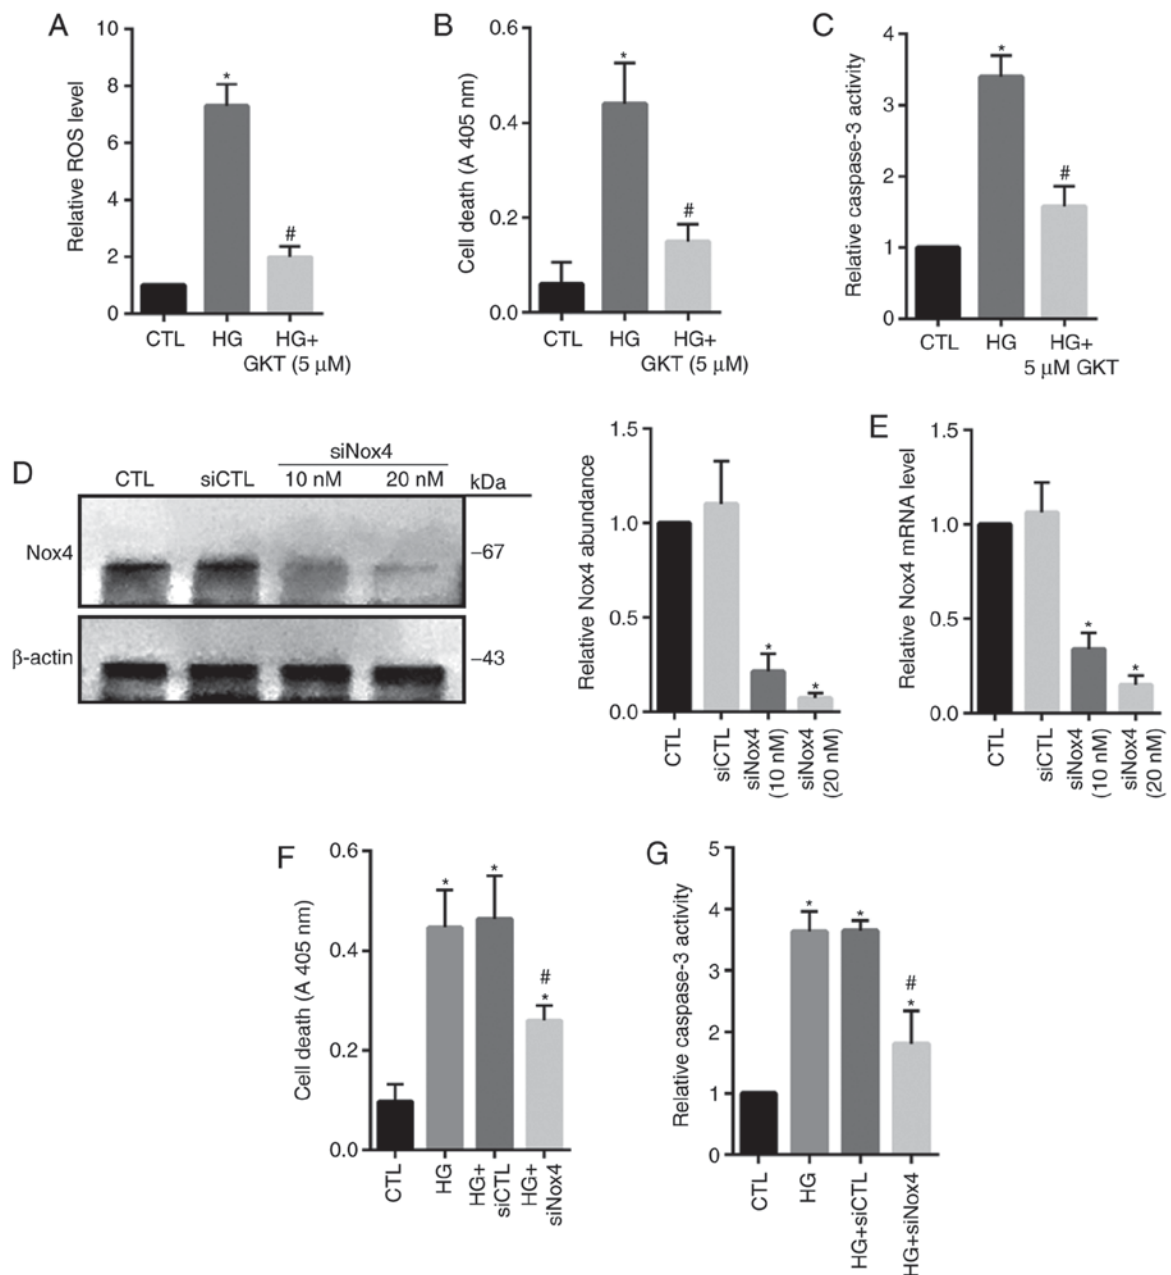 A
Relative ROS level
10
8
6
4
2
0
*
#
CTL
HG
HG+
GKT (5 μM)
B
Cell death (A 405 nm)
0.6
0.4
0.2
0.0
*
#
CTL
HG
HG+
GKT (5 μM)
C
Relative caspase-3 activity
4
3
2
1
0
*
#
CTL
HG
HG+
5 μM GKT
D
siNox4
CTL
siCTL
10 nM
20 nM
kDa
Nox4
–67
β-actin
–43
Relative Nox4 abundance
1.5
1.0
0.5
0.0
*
*
CTL
siCTL
siNox4
(10 nM)
siNox4
(20 nM)
E
Relative Nox4 mRNA level
1.5
1.0
0.5
0.0
*
*
CTL
siCTL
siNox4
(10 nM)
siNox4
(20 nM)
F
Cell death (A 405 nm)
0.6
0.4
0.2
0.0
*
*
#
*
CTL
HG
HG+
siCTL
HG+
siNox4
G
Relative caspase-3 activity
5
4
3
2
1
0
*
*
#
*
CTL
HG
HG+siCTL
HG+siNox4